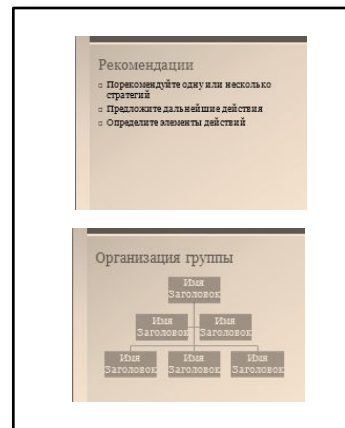 Рекомендации
▫ Порекомендуйте одну или несколько
стратегий
▫ Предложите дальнейшие действия
▫ Определите элементы действий
Организация группы
Имя
Заголовок
Имя
Заголовок
Имя
Заголовок
Имя
Заголовок
Имя
Заголовок
Имя
Заголовок